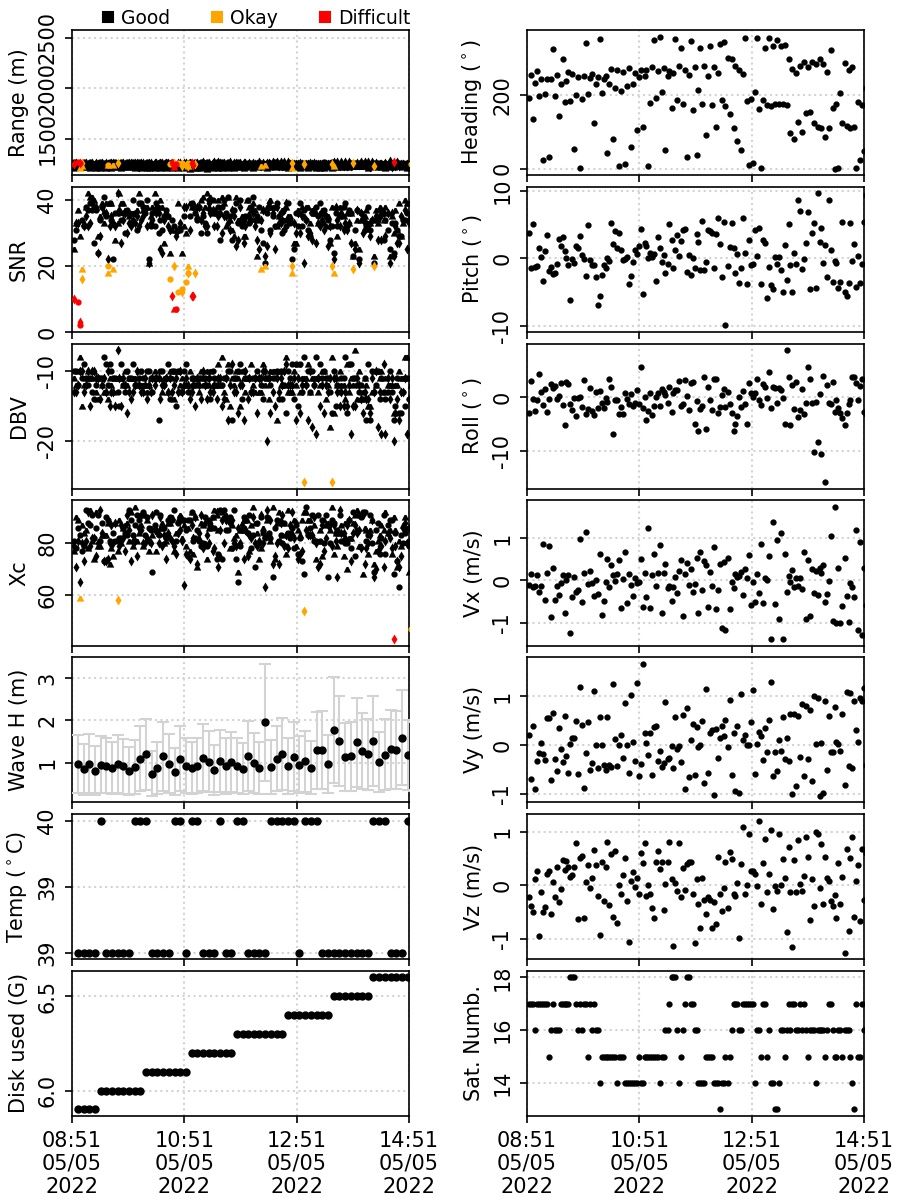 Good Okay Difficult
Range (m)
1500
2000
2500
Heading (°)
0
200
SNR
0
20
40
Pitch (°)
-10
0
10
DBV
-20
-10
Roll (°)
-10
0
Xc
60
80
Vx (m/s)
-1
0
1
Wave H (m)
1
2
3
Vy (m/s)
-1
0
1
Temp (°C)
39
39
40
Vz (m/s)
-1
0
1
Disk used (G)
6.0
6.5
Sat. Numb.
14
16
18
08:51 10:51 12:51 14:51
05/05 05/05 05/05 05/05
2022 2022 2022 2022
08:51 10:51 12:51 14:51
05/05 05/05 05/05 05/05
2022 2022 2022 2022